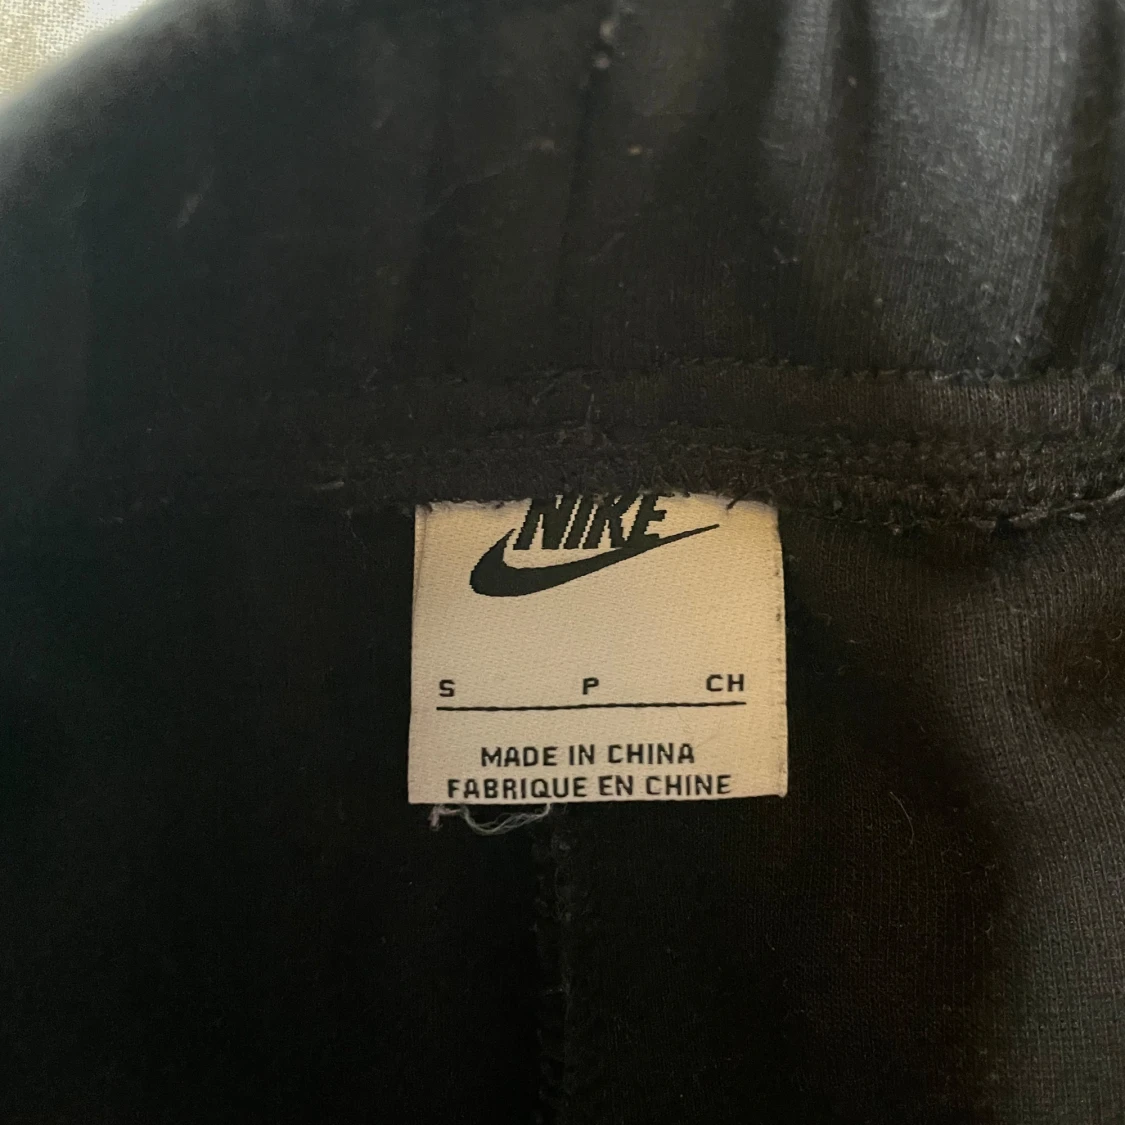 NIKE
S P CH
MADE IN CHINA
FABRIQUE EN CHINE